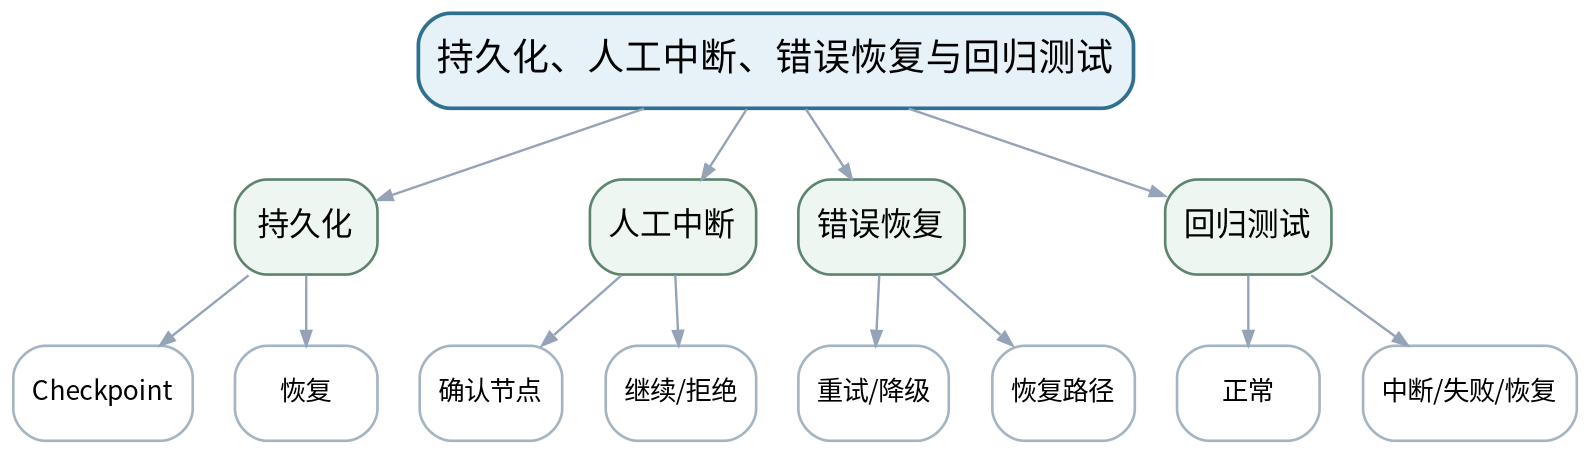 持久化、人工中断、错误恢复与回归测试
持久化
人工中断
错误恢复
回归测试
Checkpoint
恢复
确认节点
继续/拒绝
重试/降级
恢复路径
正常
中断/失败/恢复